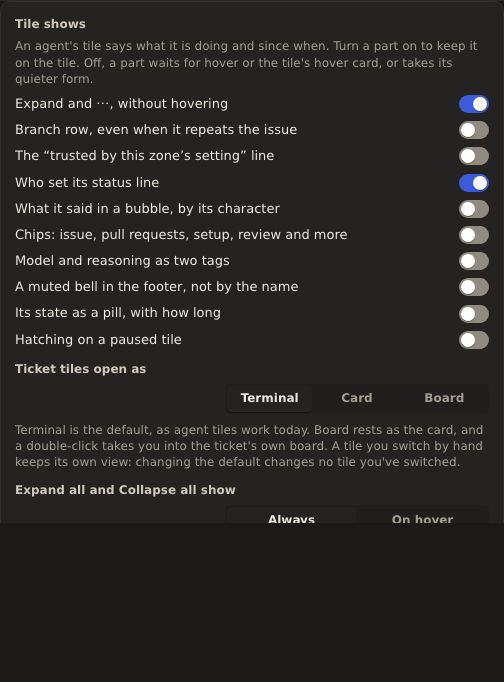 Tile shows
An agent's tile says what it is doing and since when. Turn a part on to keep it
on the tile. Off, a part waits for hover or the tile's hover card, or takes its
quieter form.
Expand and ···, without hovering
Branch row, even when it repeats the issue
The “trusted by this zone’s setting” line
Who set its status line
What it said in a bubble, by its character
Chips: issue, pull requests, setup, review and more
Model and reasoning as two tags
A muted bell in the footer, not by the name
Its state as a pill, with how long
Hatching on a paused tile
Ticket tiles open as
Terminal Card Board
Terminal is the default, as agent tiles work today. Board rests as the card, and
a double-click takes you into the ticket's own board. A tile you switch by hand
keeps its own view: changing the default changes no tile you've switched.
Expand all and Collapse all show
Always On hover